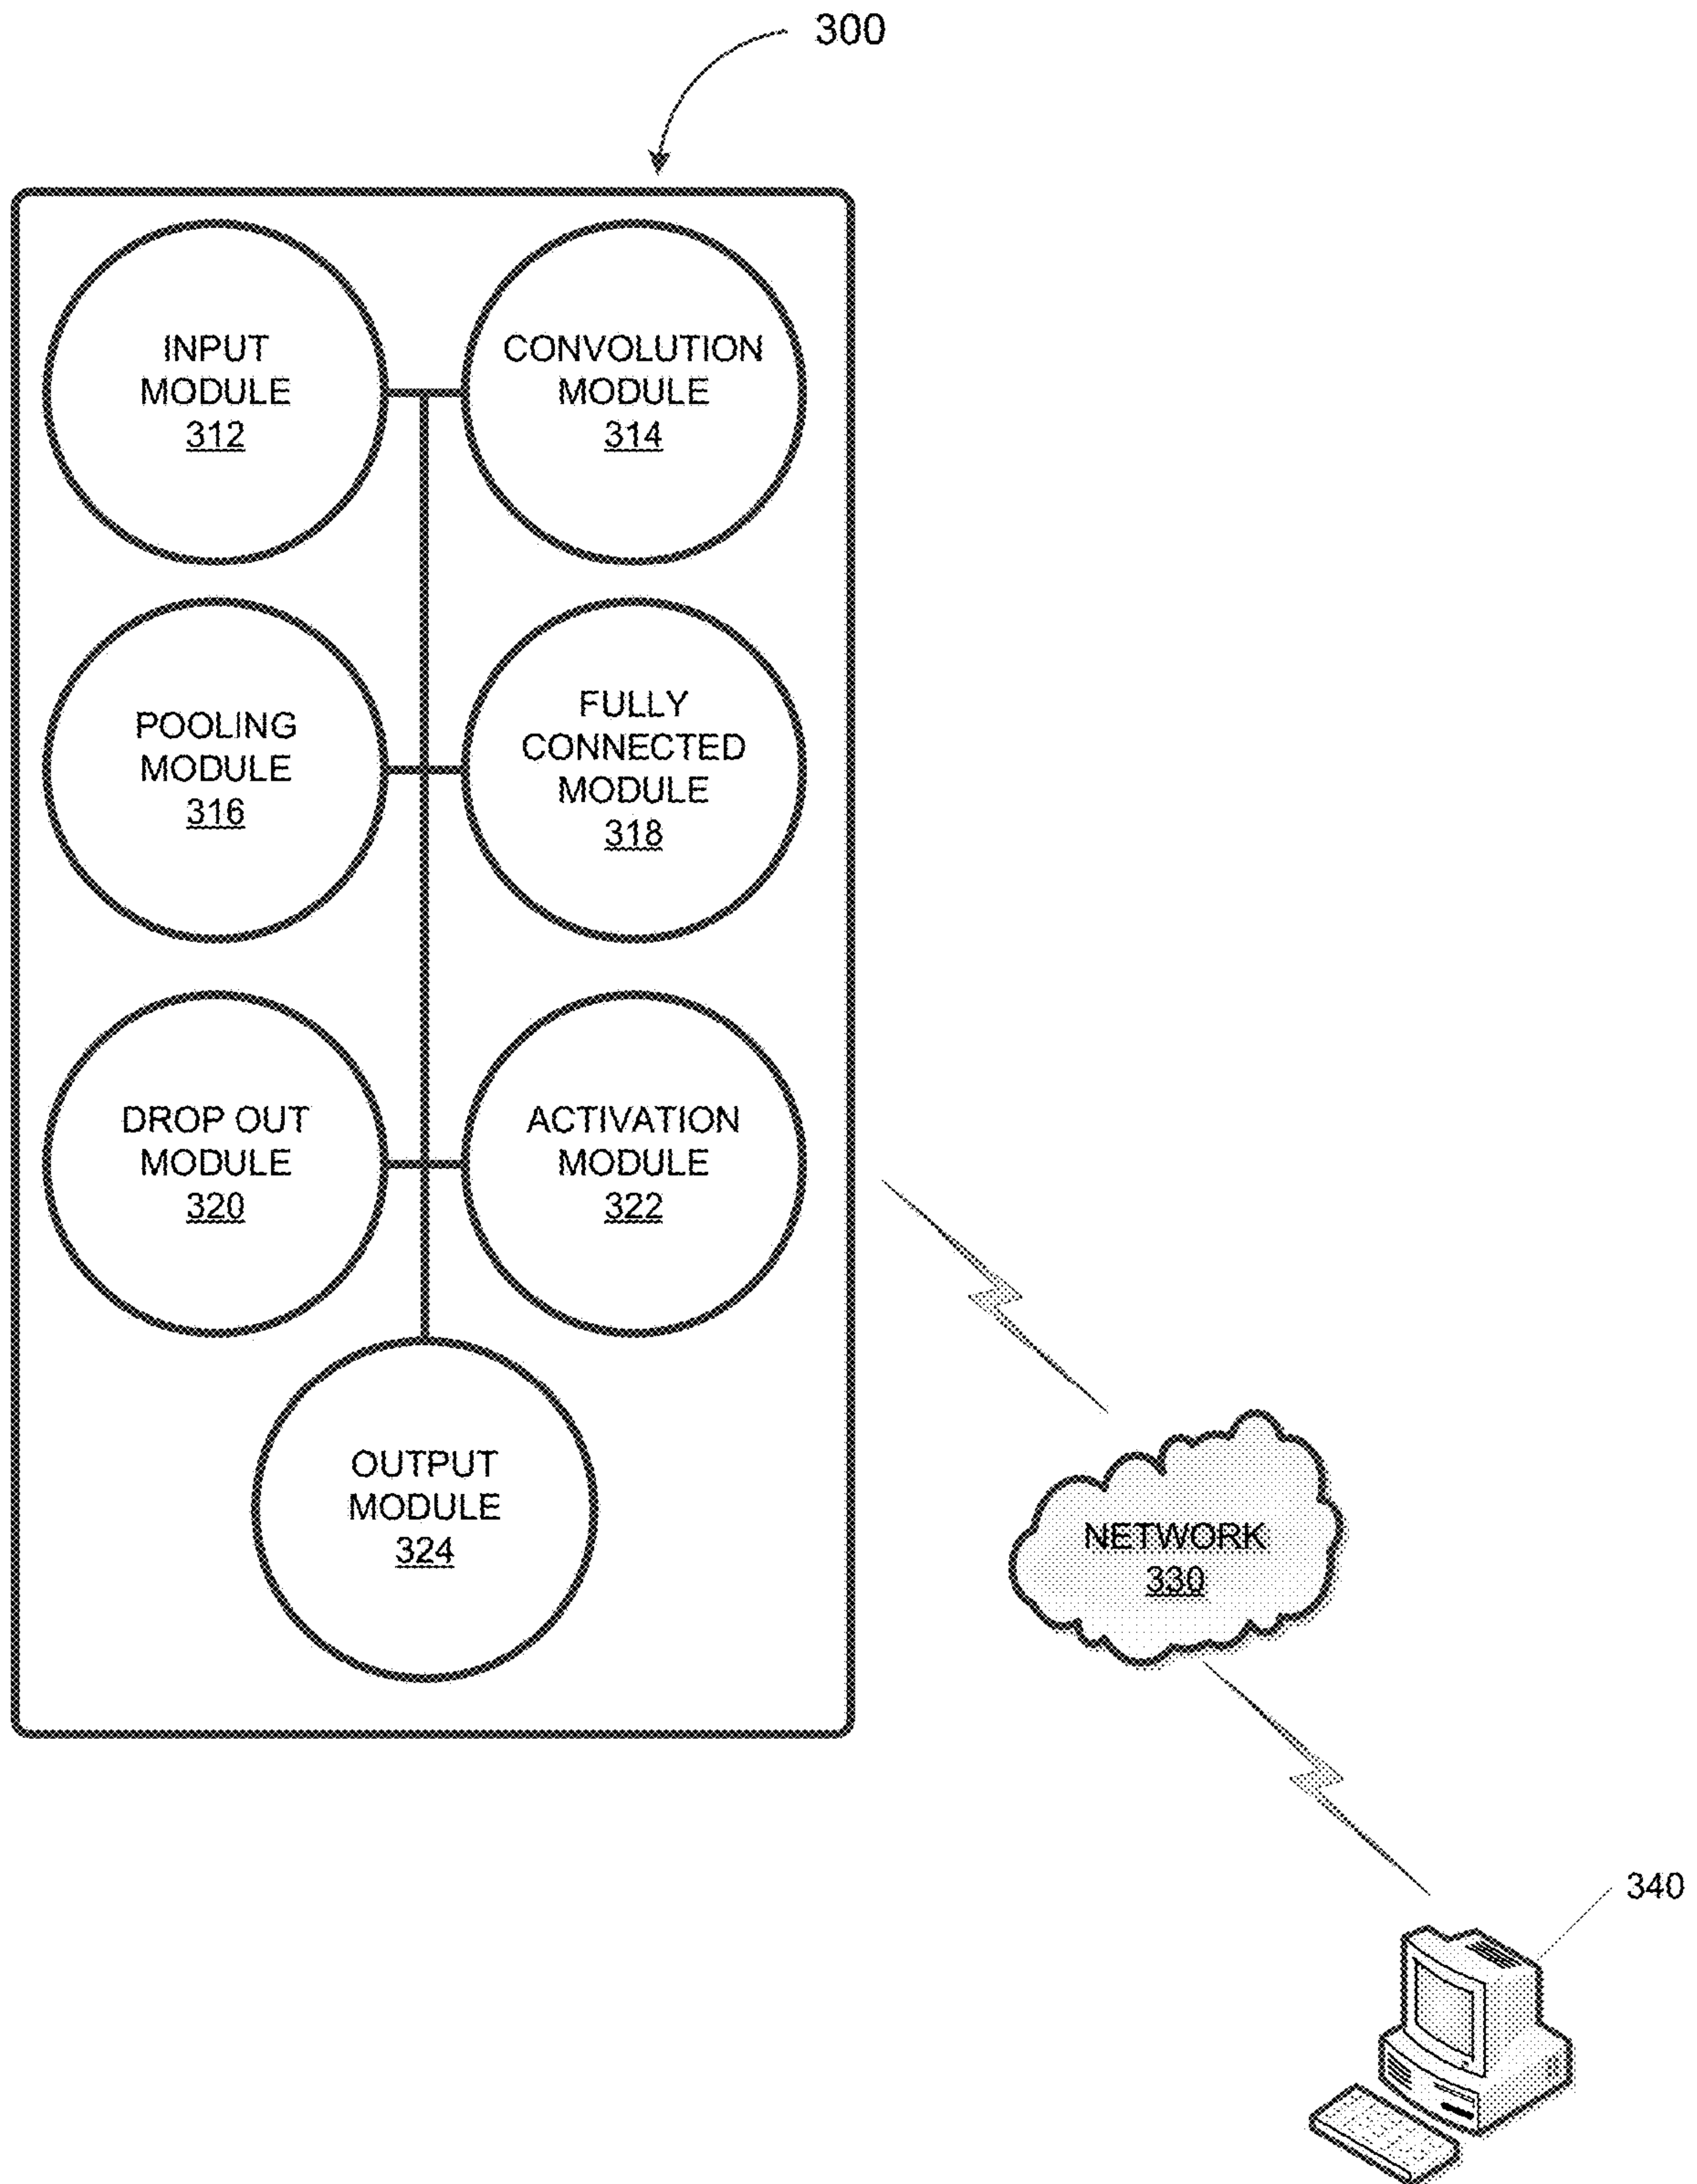 300
INPUT
MODULE
312
CONVOLUTION
MODULE
314
POOLING
MODULE
316
FULLY
CONNECTED
MODULE
318
DROP OUT
MODULE
320
ACTIVATION
MODULE
322
OUTPUT
MODULE
324
NETWORK
330
340